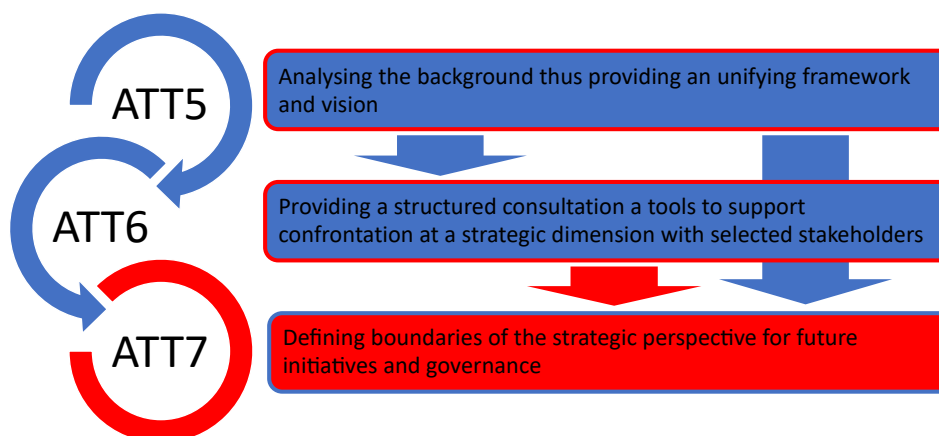 ATT5
Analysing the background thus providing an unifying framework
and vision
ATT6
Providing a structured consultation a tools to support
confrontation at a strategic dimension with selected stakeholders
ATT7
Defining boundaries of the strategic perspective for future
initiatives and governance